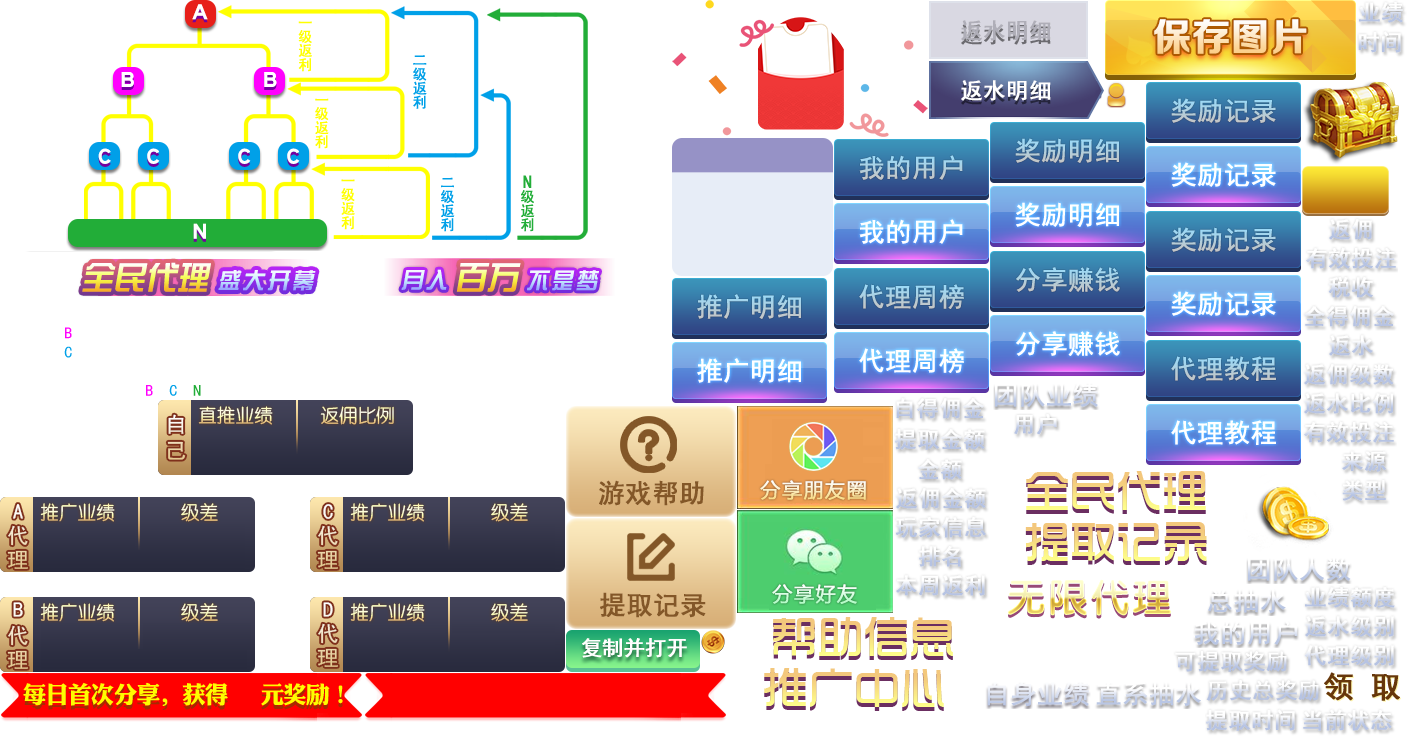 A
B
B
C
C
C
C
N
一级返利
一级返利
一级返利
二级返利
二级返利
N级返利
全民代理 盛大开幕
月入 百万 不是梦
B
C
B C N
自己
直推业绩
返佣比例
A代理
推广业绩
级差
C代理
推广业绩
级差
B代理
推广业绩
级差
D代理
推广业绩
级差
每日首次分享，获得 元奖励！
返水明细
返水明细
保存图片
业绩
时间
我的用户
我的用户
推广明细
推广明细
代理周榜
代理周榜
奖励明细
奖励明细
分享赚钱
分享赚钱
奖励记录
奖励记录
奖励记录
奖励记录
代理教程
代理教程
返佣
有效投注
税收
全得佣金
返水
返佣级数
返水比例
有效投注
来源
类型
游戏帮助
提取记录
复制并打开
分享朋友圈
分享好友
自得佣金
提取金额
金额
返佣金额
玩家信息
排名
本周返利
团队业绩
用户
全民代理
提取记录
无限代理
帮助信息
推广中心
团队人数
总抽水
业绩额度
我的用户
返水级别
可提取奖励
代理级别
自身业绩
直系抽水
历史总奖励
领 取
提取时间
当前状态